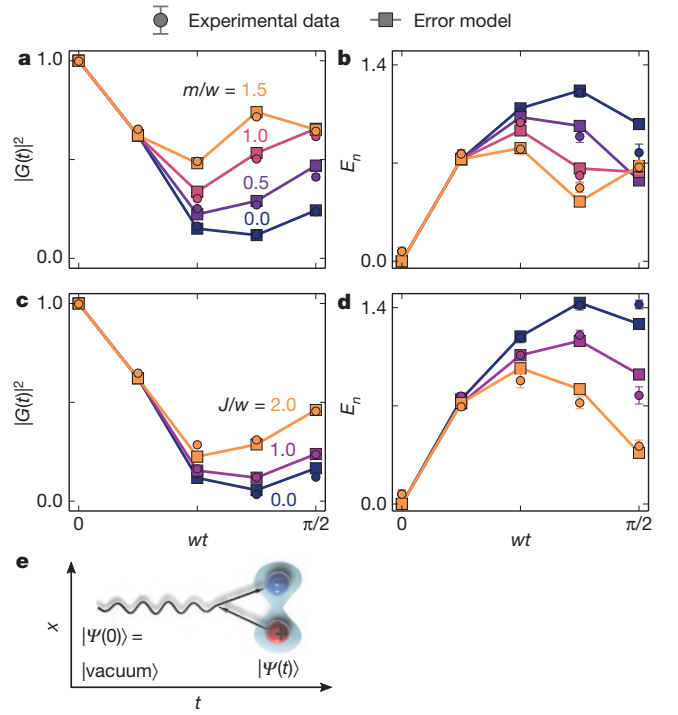 Experimental data Error model
a
1.0
|G(t)|²
0.0
m/w = 1.5
1.0
0.5
0.0
b
1.4
Eₙ
0.0
c
1.0
|G(t)|²
0.0
J/w = 2.0
1.0
0.0
0
wt
π/2
d
1.4
Eₙ
0.0
0
wt
π/2
e
x
|Ψ(0)⟩ =
|vacuum⟩
|Ψ(t)⟩
− 
+
t